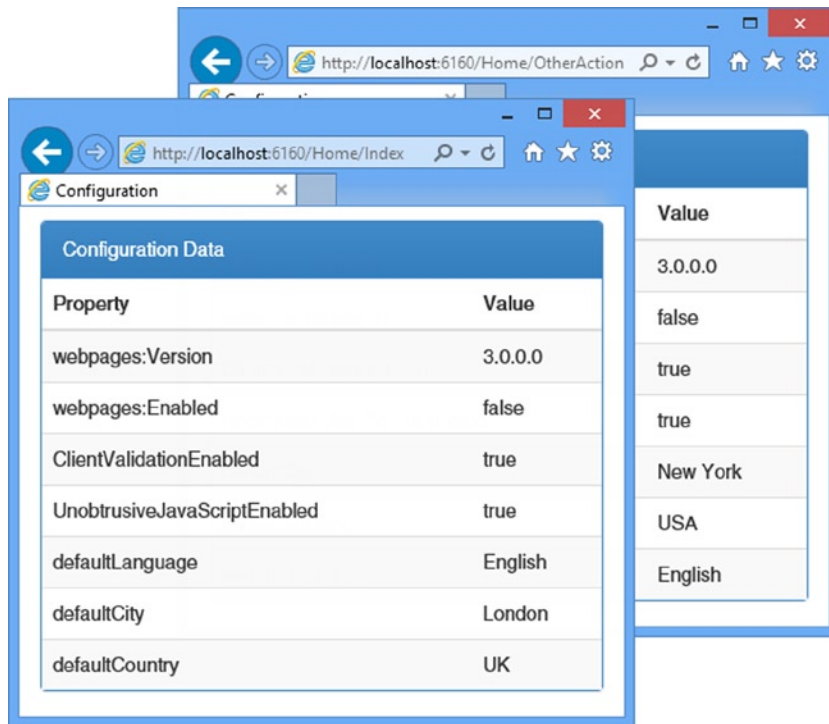 http://localhost:6160/Home/OtherAction
http://localhost:6160/Home/Index
Configuration
Configuration Data
Property Value
webpages:Version 3.0.0.0
webpages:Enabled false
ClientValidationEnabled true
UnobtrusiveJavaScriptEnabled true
defaultLanguage English
defaultCity London
defaultCountry UK
Value
3.0.0.0
false
true
true
New York
USA
English